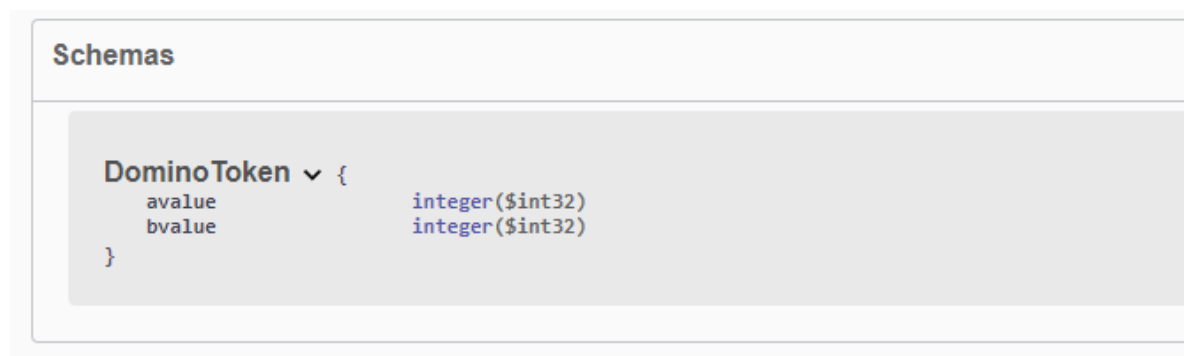 Schemas
DominoToken {
avalue integer($int32)
bvalue integer($int32)
}